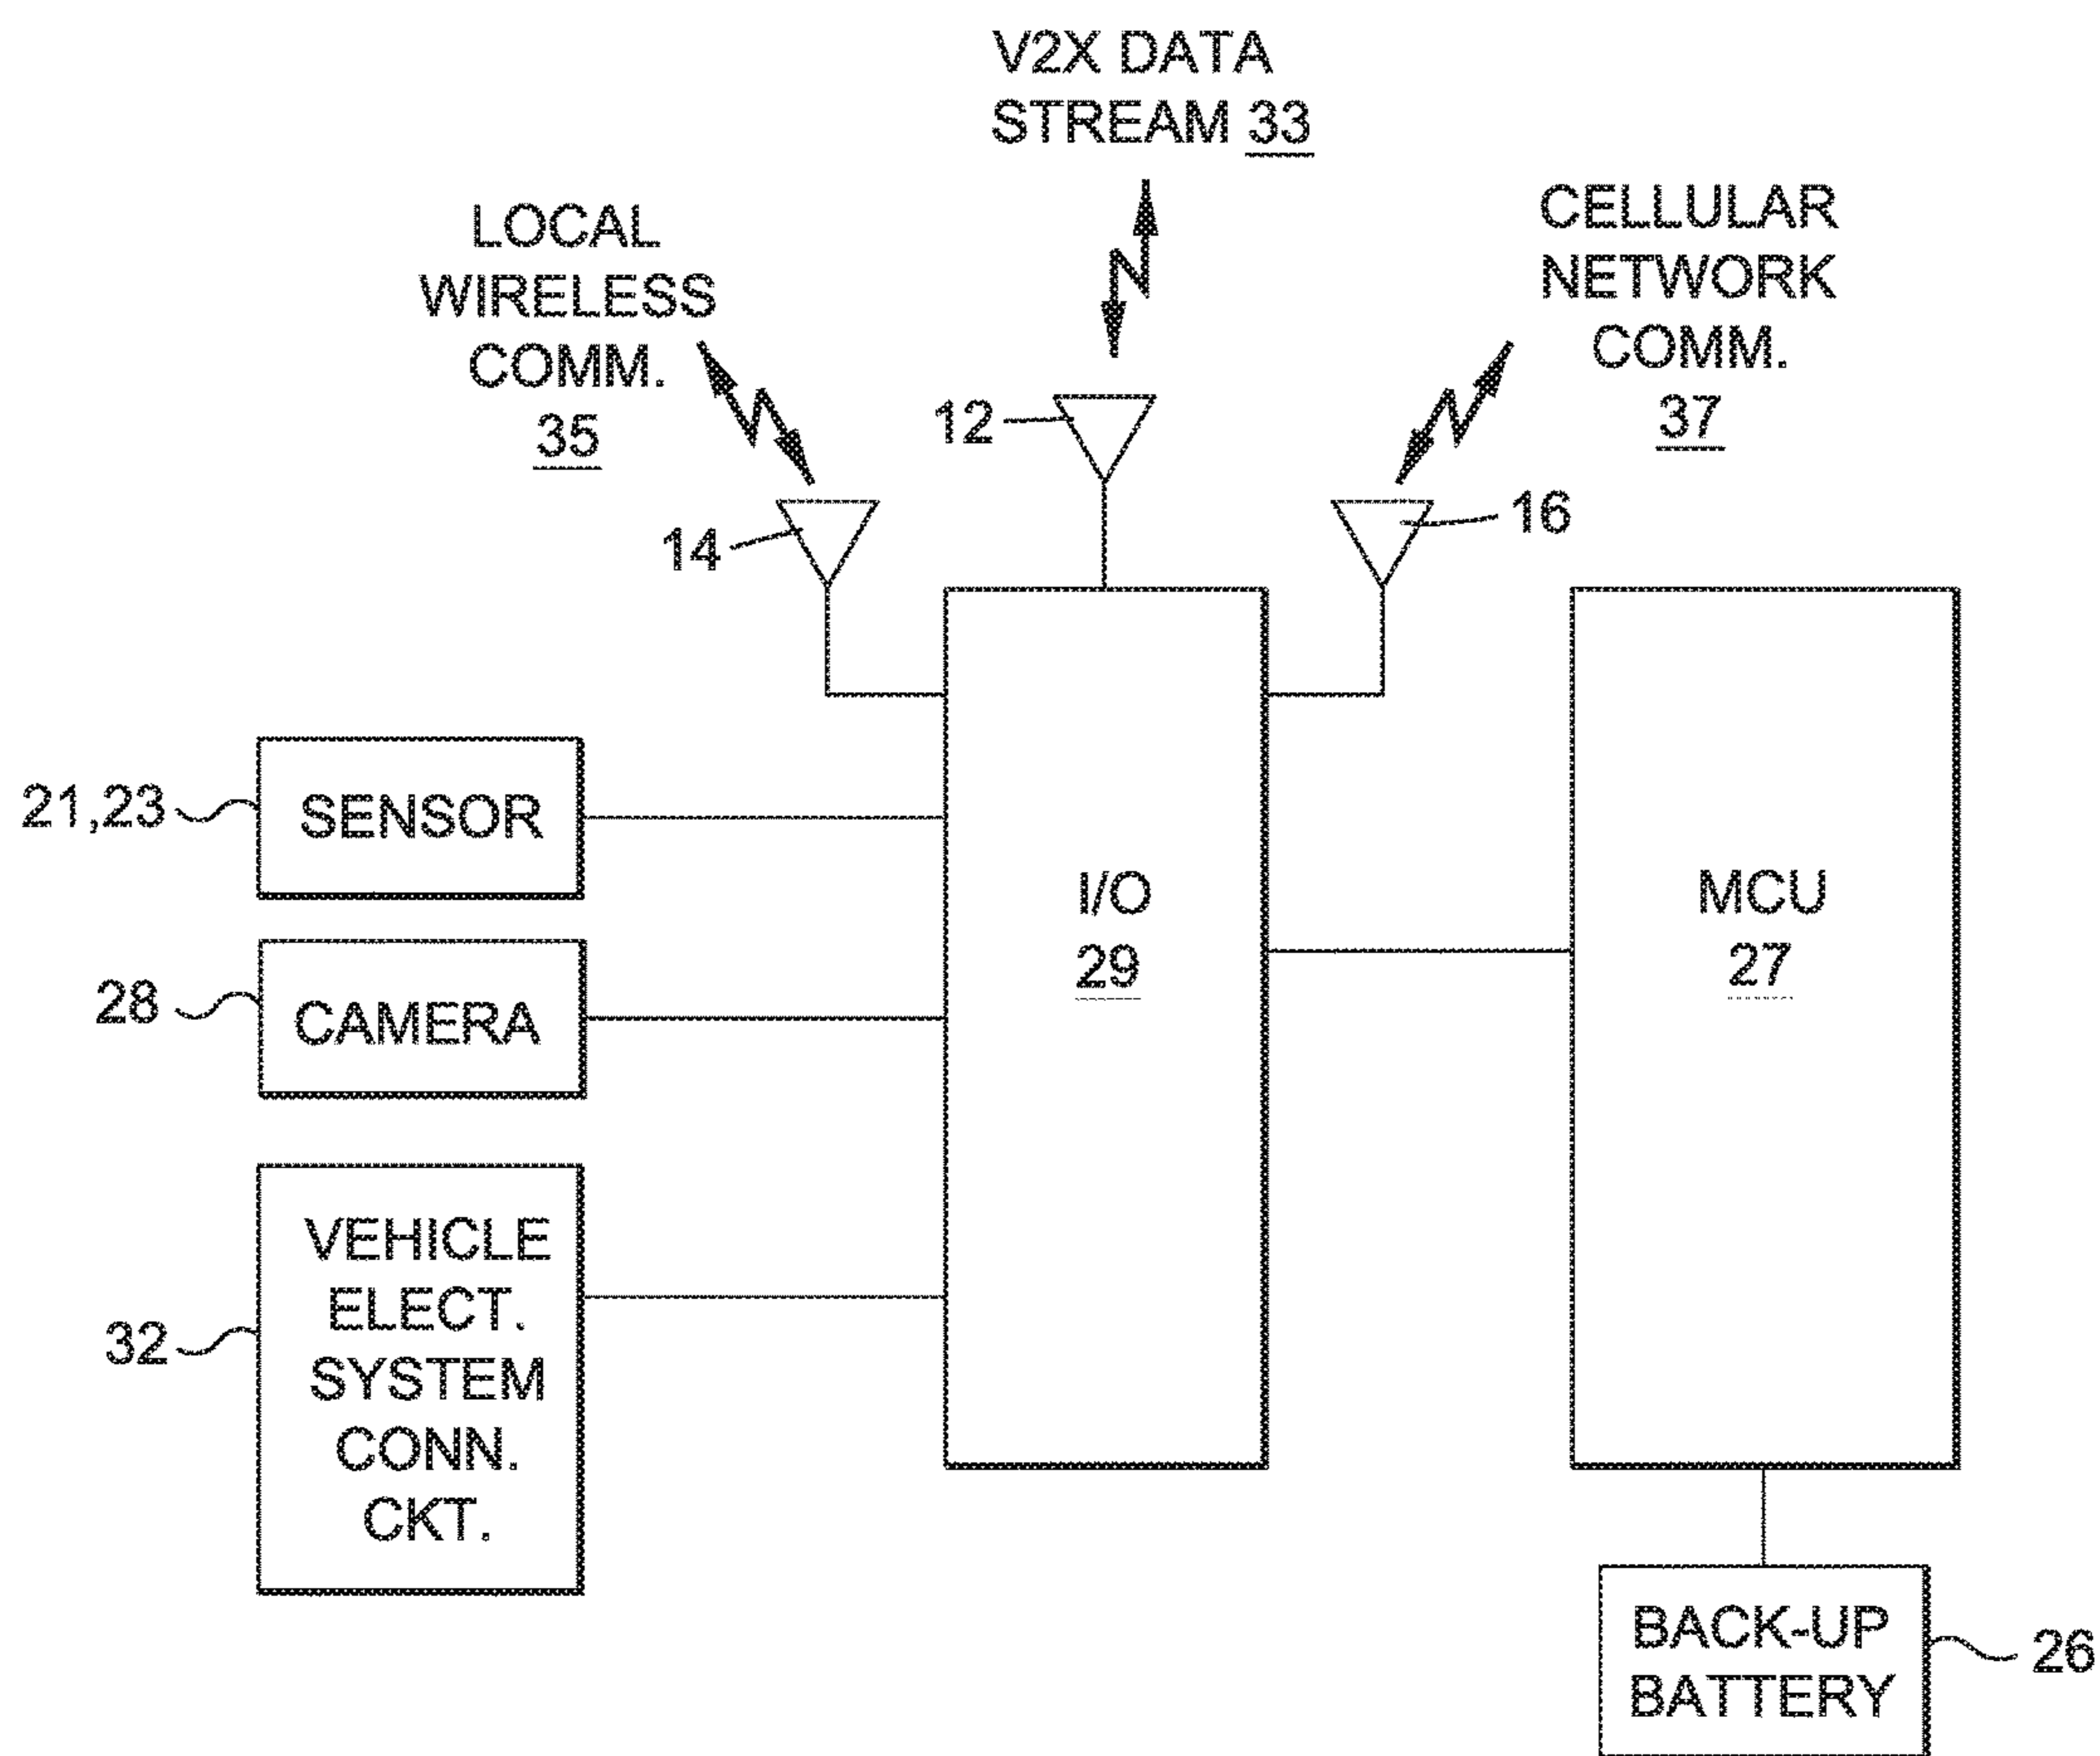 V2X DATA
STREAM 33
LOCAL
WIRELESS
COMM.
35
CELLULAR
NETWORK
COMM.
37
12
14
16
21,23
SENSOR
I/O
29
MCU
27
28
CAMERA
32
VEHICLE
ELECT.
SYSTEM
CONN.
CKT.
BACK-UP
BATTERY
26